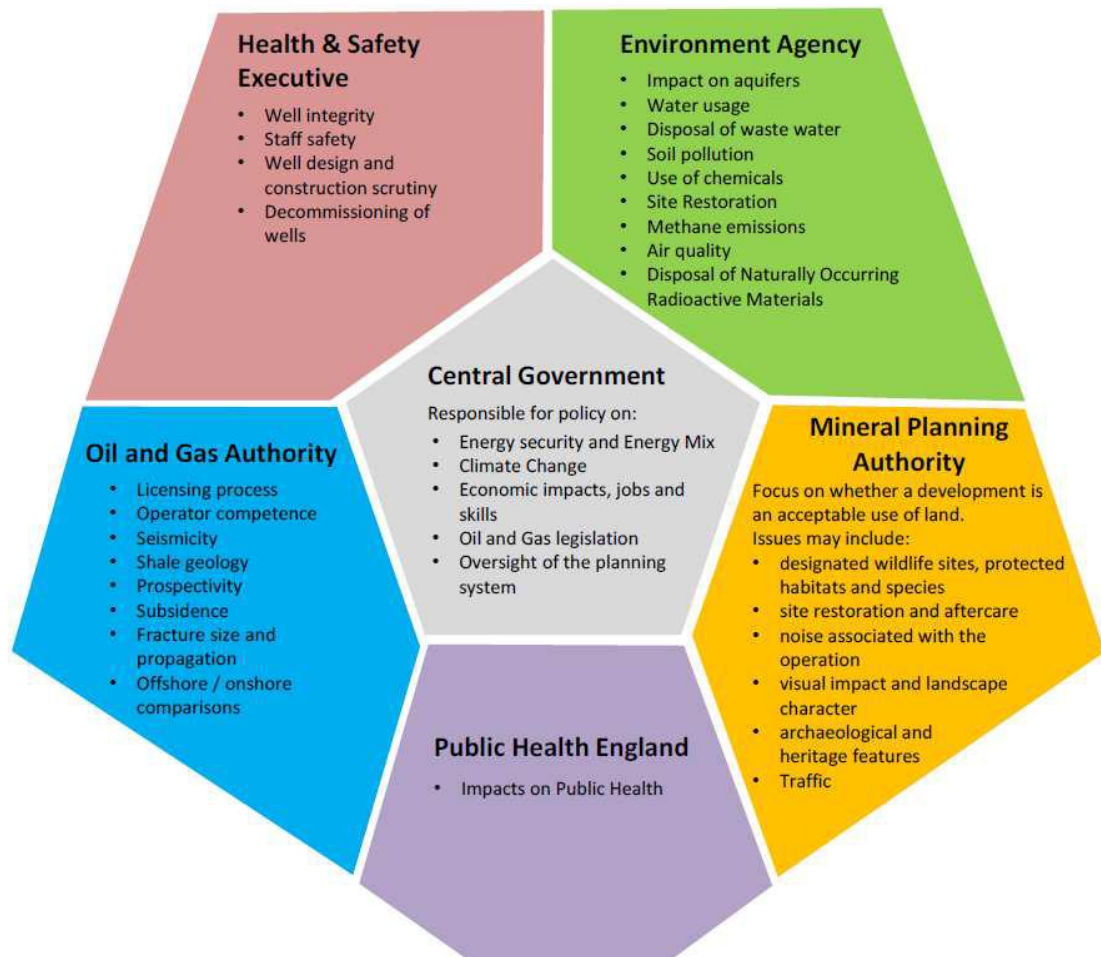 Health & Safety
Executive
• Well integrity
• Staff safety
• Well design and
construction scrutiny
• Decommissioning of
wells
Environment Agency
• Impact on aquifers
• Water usage
• Disposal of waste water
• Soil pollution
• Use of chemicals
• Site Restoration
• Methane emissions
• Air quality
• Disposal of Naturally Occurring
Radioactive Materials
Central Government
Responsible for policy on:
• Energy security and Energy Mix
• Climate Change
• Economic impacts, jobs and
skills
• Oil and Gas legislation
• Oversight of the planning
system
Oil and Gas Authority
• Licensing process
• Operator competence
• Seismicity
• Shale geology
• Prospectivity
• Subsidence
• Fracture size and
propagation
• Offshore / onshore
comparisons
Mineral Planning
Authority
Focus on whether a development is
an acceptable use of land.
Issues may include:
• designated wildlife sites, protected
habitats and species
• site restoration and aftercare
• noise associated with the
operation
• visual impact and landscape
character
• archaeological and
heritage features
• Traffic
Public Health England
• Impacts on Public Health